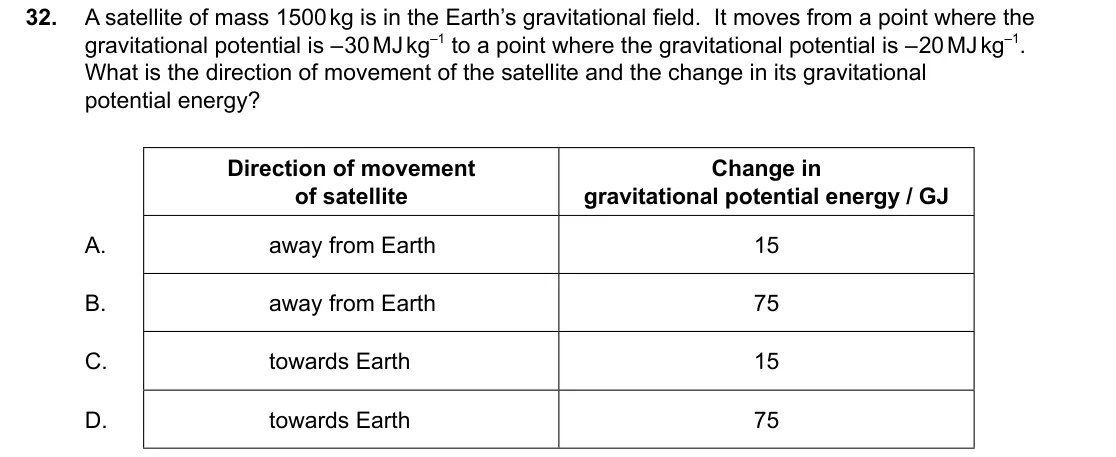 32. A satellite of mass 1500 kg is in the Earth's gravitational field. It moves from a point where the
gravitational potential is –30 MJ kg⁻¹ to a point where the gravitational potential is –20 MJ kg⁻¹.
What is the direction of movement of the satellite and the change in its gravitational
potential energy?
Direction of movement
of satellite
Change in
gravitational potential energy / GJ
A. away from Earth 15
B. away from Earth 75
C. towards Earth 15
D. towards Earth 75